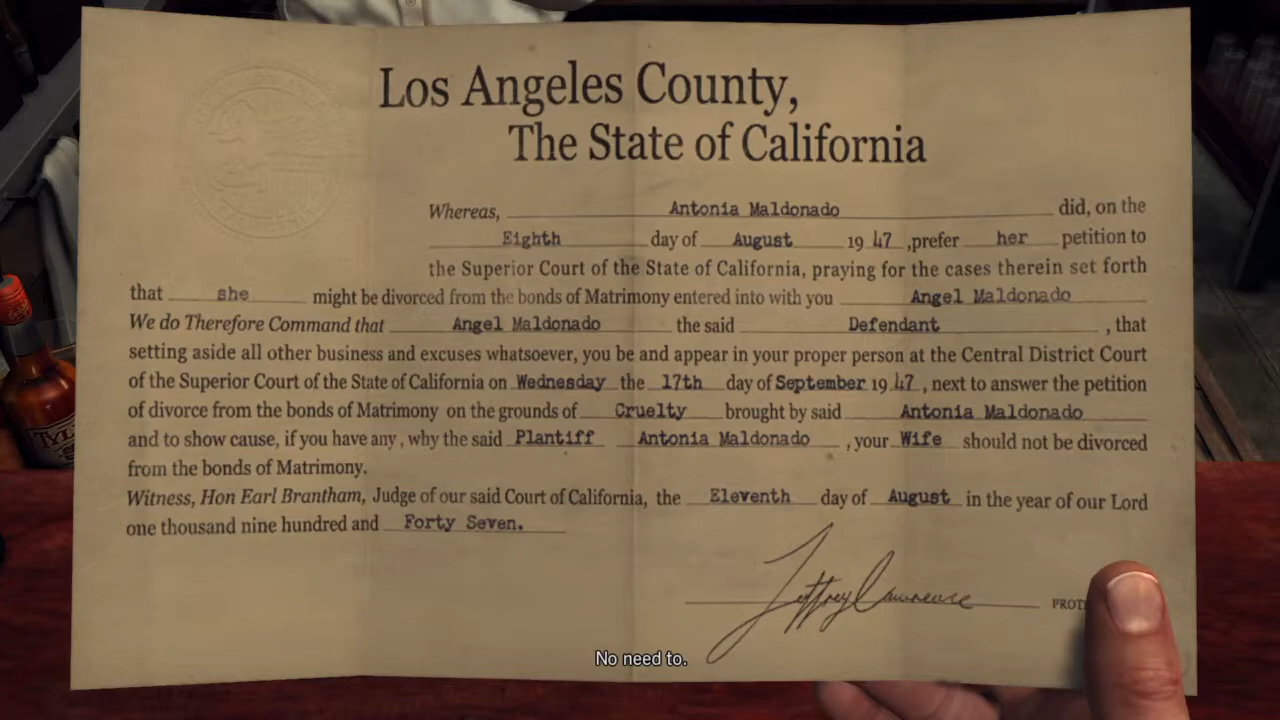 Los Angeles County,
The State of California
Whereas, Antonia Maldonado did, on the
Eighth day of August 19 47 ,prefer her petition to
the Superior Court of the State of California, praying for the cases therein set forth
that she might be divorced from the bonds of Matrimony entered into with you Angel Maldonado
We do Therefore Command that Angel Maldonado the said Defendant , that
setting aside all other business and excuses whatsoever, you be and appear in your proper person at the Central District Court
of the Superior Court of the State of California on Wednesday the 17th day of September 19 47 , next to answer the petition
of divorce from the bonds of Matrimony on the grounds of Cruelty brought by said Antonia Maldonado
and to show cause, if you have any , why the said Plantiff Antonia Maldonado , your Wife should not be divorced
from the bonds of Matrimony.
Witness, Hon Earl Brantham, Judge of our said Court of California, the Eleventh day of August in the year of our Lord
one thousand nine hundred and Forty Seven.
Jeffrey Lawrence
No need to.